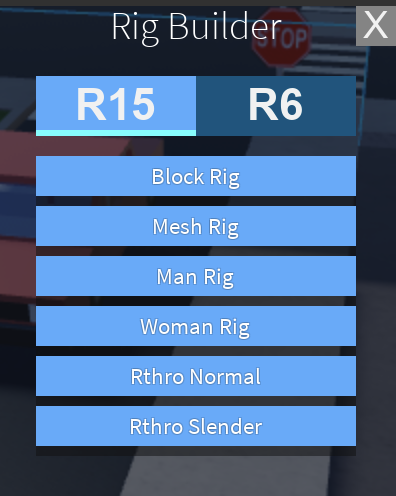 Rig Builder
X
STOP
R15
R6
Block Rig
Mesh Rig
Man Rig
Woman Rig
Rthro Normal
Rthro Slender